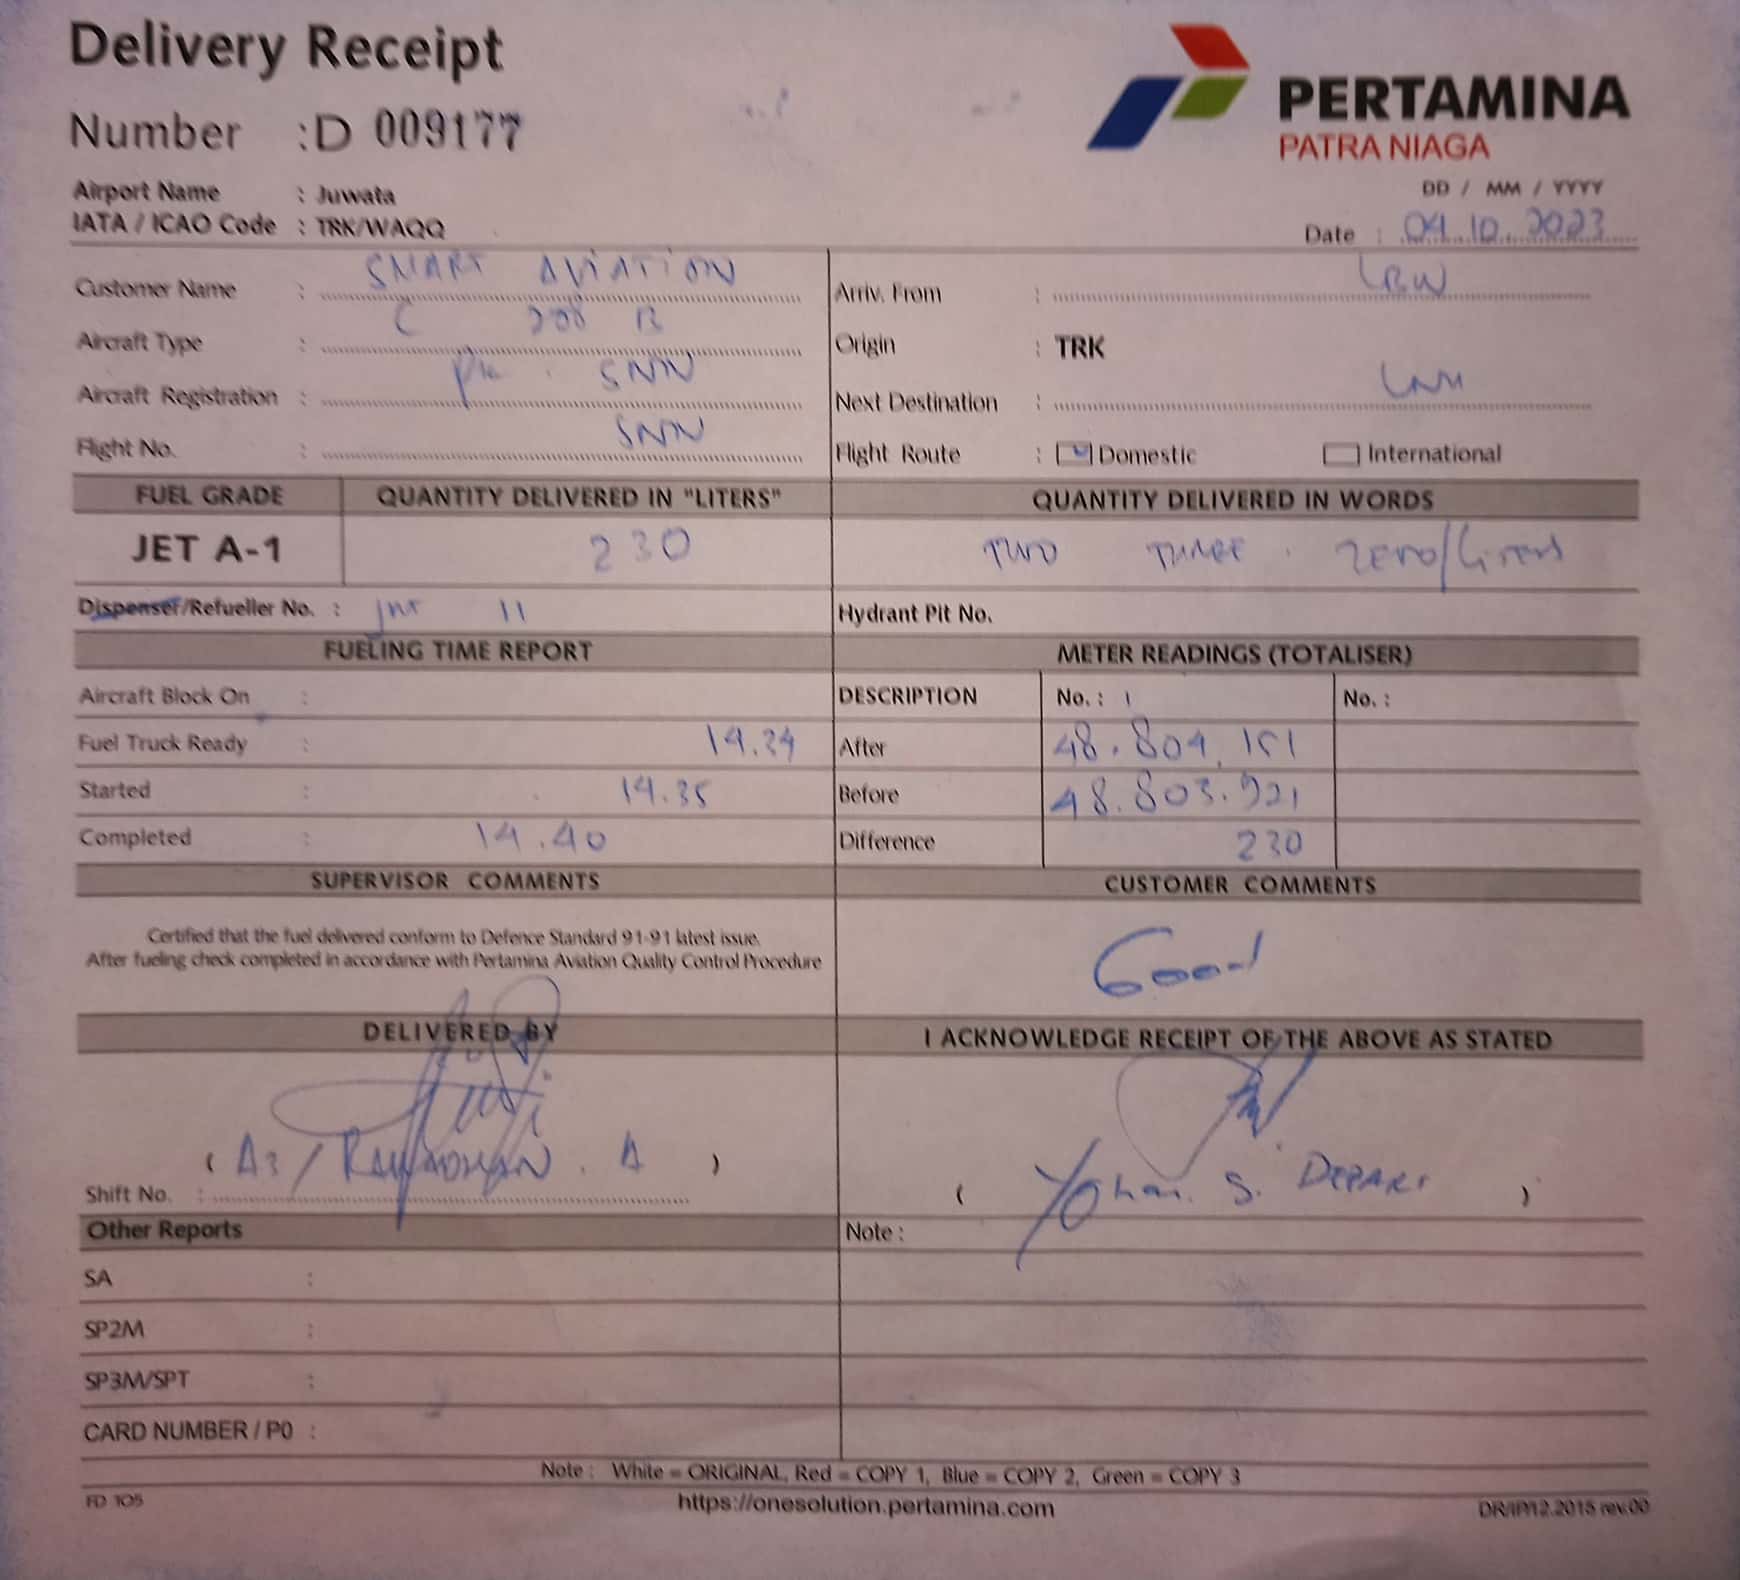 Delivery Receipt
PERTAMINA
PATRA NIAGA
Number : D 009177
Airport Name : Juwata
DD / MM / YYYY
IATA / ICAO Code : TRK/WAQQ
Date : 04.10.2023
Customer Name : SMART AVIATION
Arriv. From : LBW
Aircraft Type : C 208 B
Origin : TRK
Aircraft Registration : PK . SNN
Next Destination :
Flight No. : SNN
Flight Route : Domestic International
FUEL GRADE QUANTITY DELIVERED IN "LITERS" QUANTITY DELIVERED IN WORDS
JET A-1 230 TWO THREE . ZERO/Liters
Dispenser/Refueller No. : 11
Hydrant Pit No.
FUELING TIME REPORT METER READINGS (TOTALISER)
Aircraft Block On :
DESCRIPTION No. : 1 No. :
Fuel Truck Ready : 14.34
After 48.804.151
Started : 14.35
Before 48.803.921
Completed : 14.40
Difference 230
SUPERVISOR COMMENTS CUSTOMER COMMENTS
Certified that the fuel delivered conform to Defence Standard 91-91 latest issue.
After fueling check completed in accordance with Pertamina Aviation Quality Control Procedure
Good
DELIVERED BY I ACKNOWLEDGE RECEIPT OF THE ABOVE AS STATED
( A3 / RAMADHAN . A )
Shift No. :
( Yohan. S. DEPARI )
Other Reports Note :
SA :
SP2M :
SP3M/SPT :
CARD NUMBER / P0 :
Note : White = ORIGINAL, Red = COPY 1, Blue = COPY 2, Green = COPY 3
FD 105 https://onesolution.pertamina.com DR/IP/12.2015 rev.00